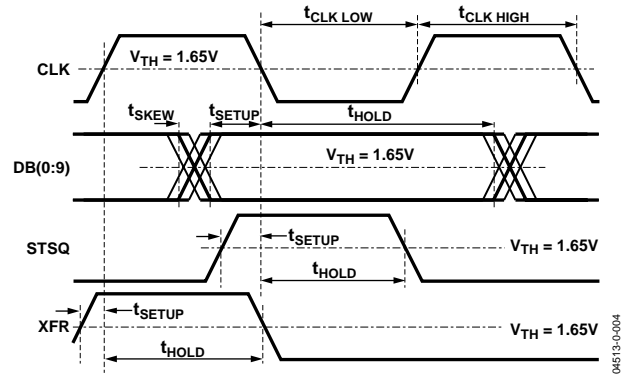 tCLK LOW tCLK HIGH
CLK VTH = 1.65V
tSKEW tSETUP tHOLD
DB(0:9) VTH = 1.65V
STSQ tSETUP VTH = 1.65V
tHOLD
XFR tSETUP VTH = 1.65V
tHOLD
04513-0-004